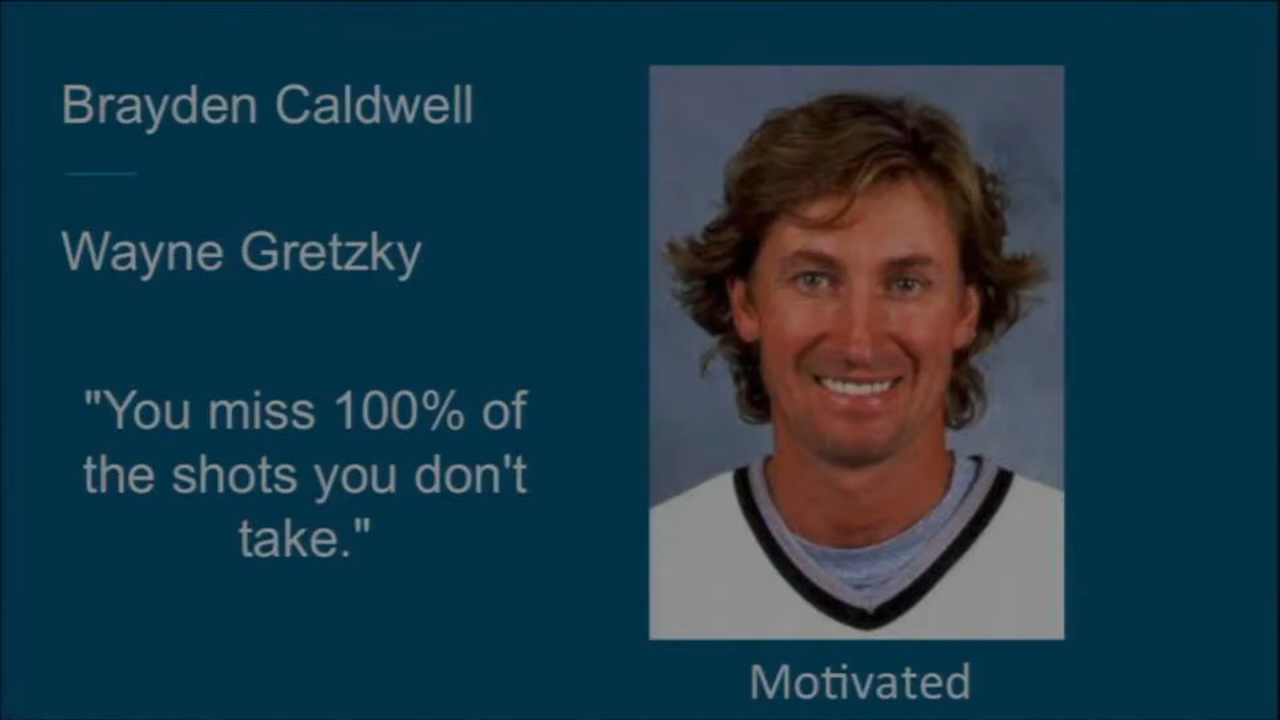 Brayden Caldwell
Wayne Gretzky
"You miss 100% of
the shots you don't
take."
Motivated